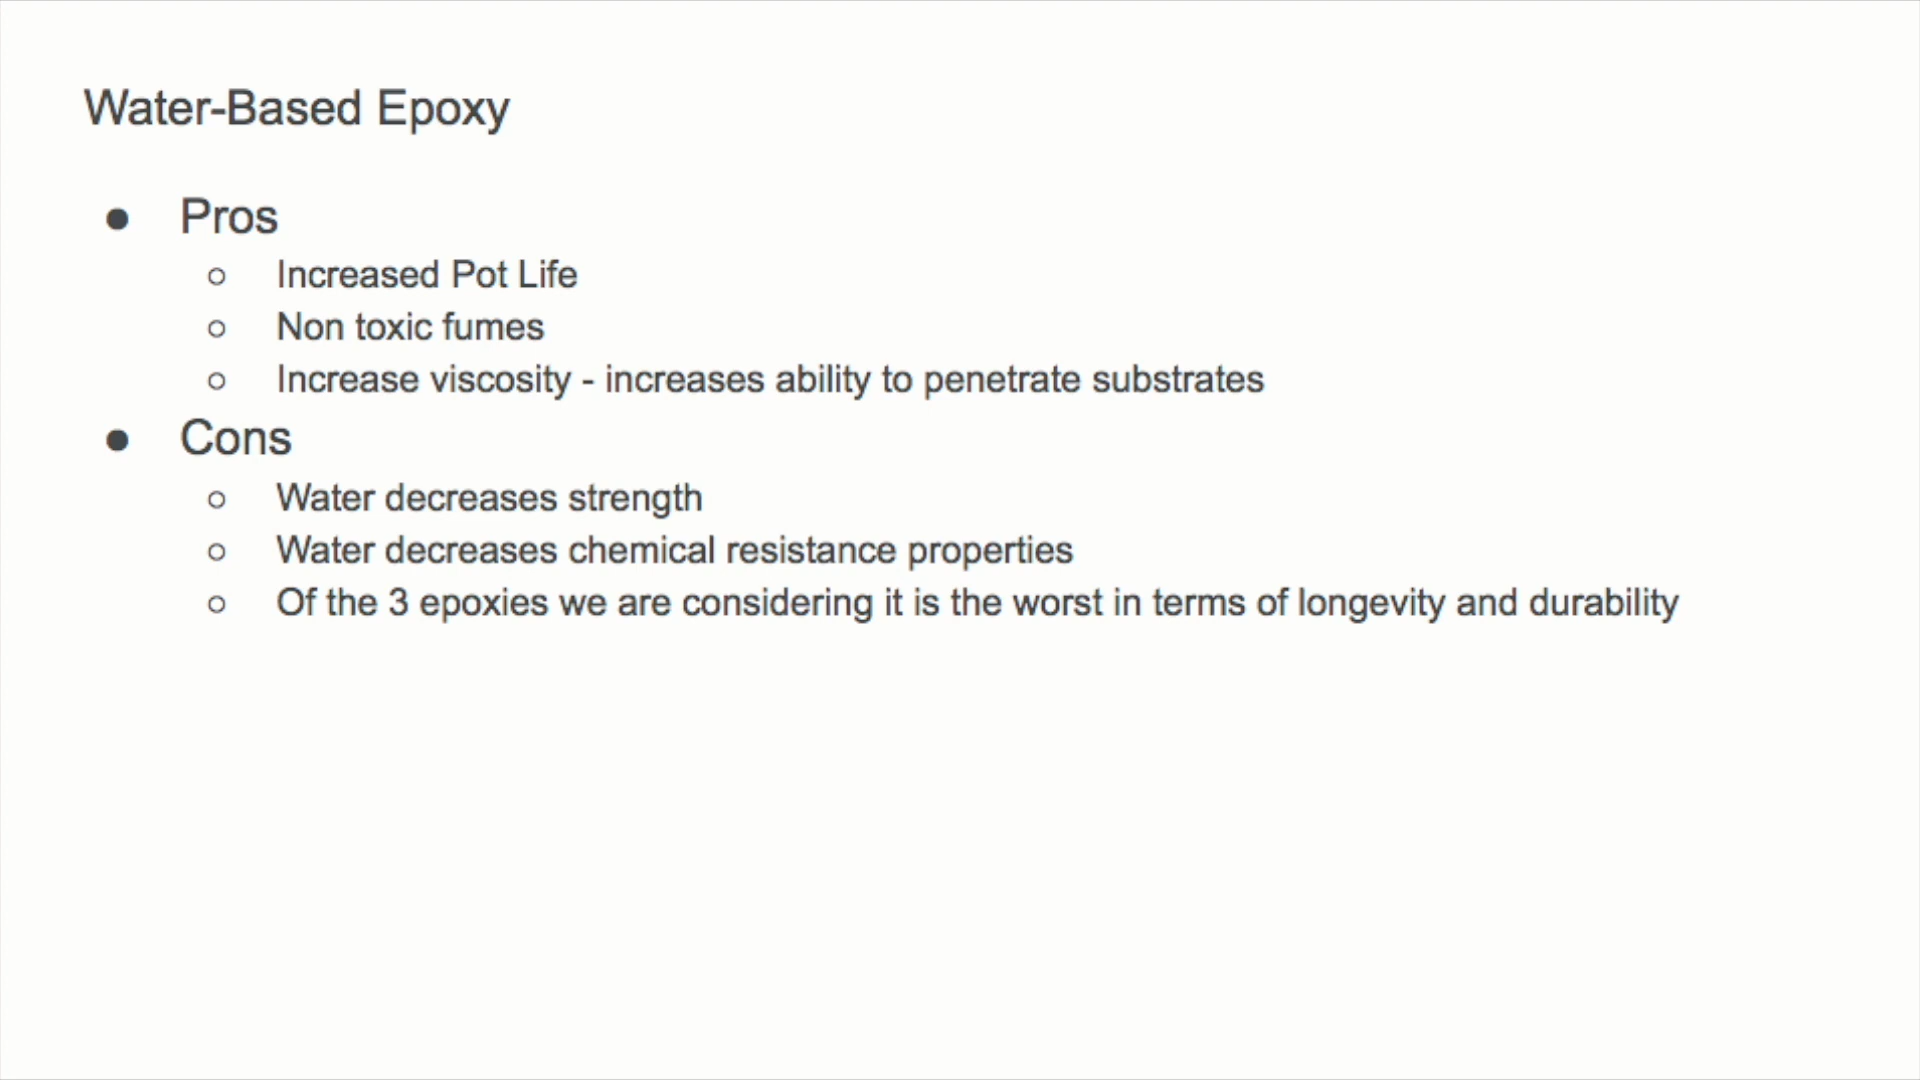 Water-Based Epoxy
● Pros
○ Increased Pot Life
○ Non toxic fumes
○ Increase viscosity - increases ability to penetrate substrates
● Cons
○ Water decreases strength
○ Water decreases chemical resistance properties
○ Of the 3 epoxies we are considering it is the worst in terms of longevity and durability